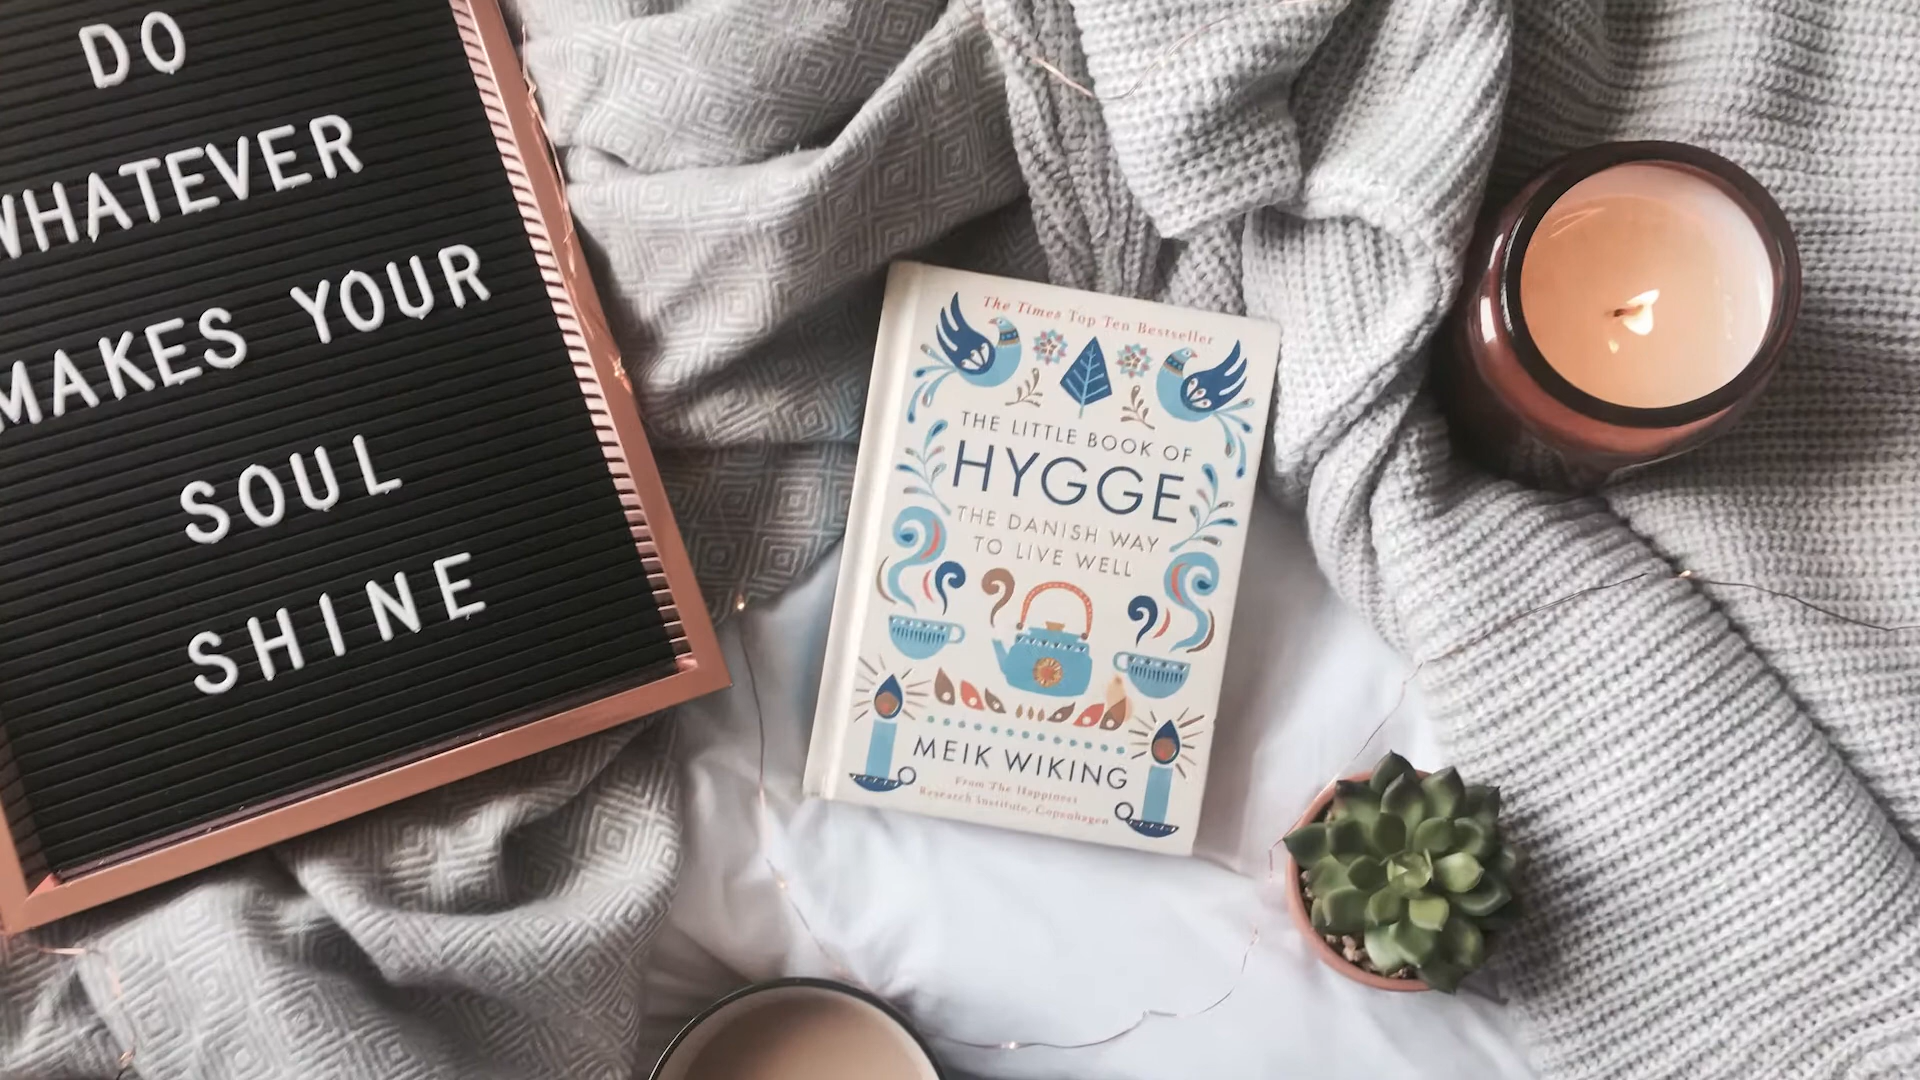 DO
WHATEVER
MAKES YOUR
SOUL
SHINE
The Times Top Ten Bestseller
THE LITTLE BOOK OF
HYGGE
THE DANISH WAY
TO LIVE WELL
MEIK WIKING
From The Happiness
Research Institute, Copenhagen